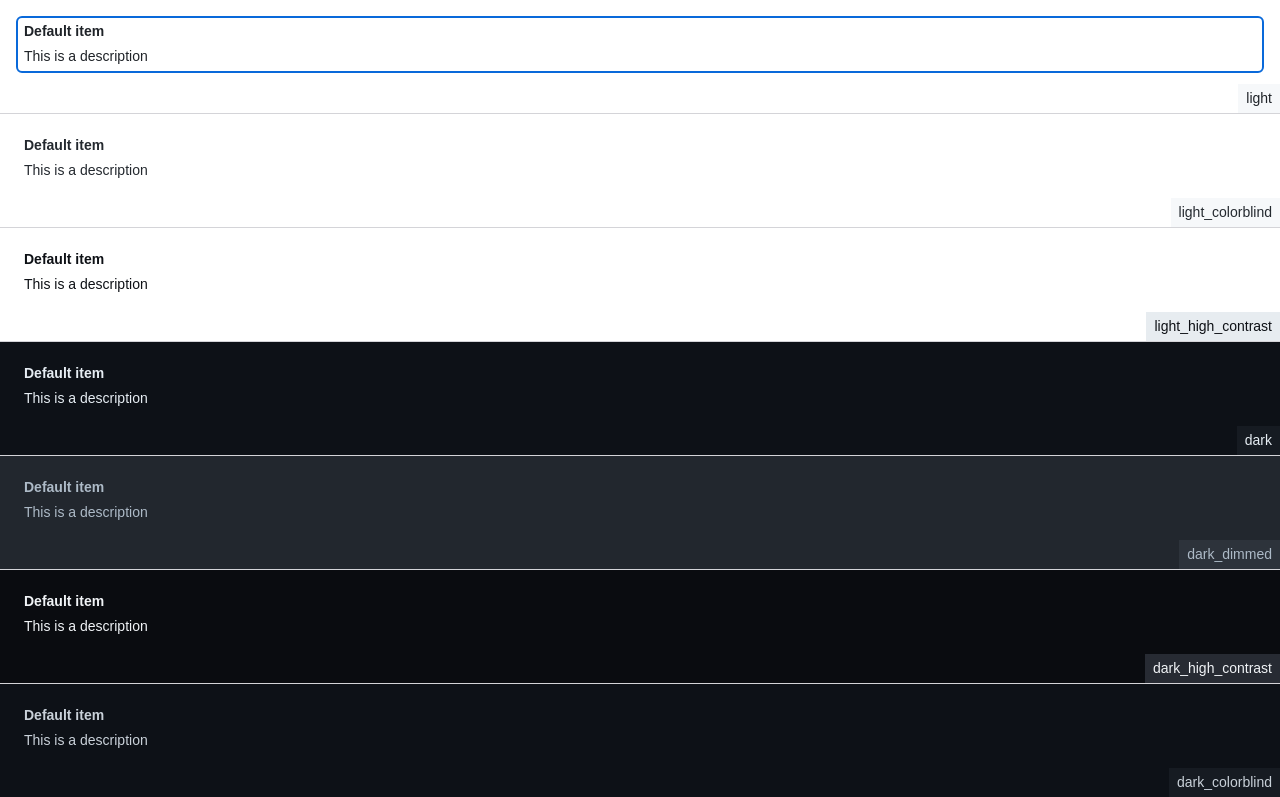 Default item
This is a description
light
Default item
This is a description
light_colorblind
Default item
This is a description
light_high_contrast
Default item
This is a description
dark
Default item
This is a description
dark_dimmed
Default item
This is a description
dark_high_contrast
Default item
This is a description
dark_colorblind